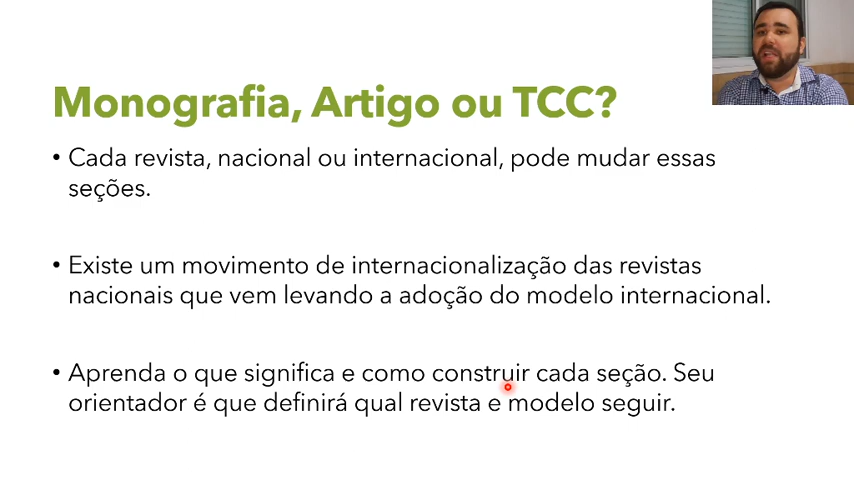 Monografia, Artigo ou TCC?
• Cada revista, nacional ou internacional, pode mudar essas
seções.
• Existe um movimento de internacionalização das revistas
nacionais que vem levando a adoção do modelo internacional.
• Aprenda o que significa e como construir cada seção. Seu
orientador é que definirá qual revista e modelo seguir.